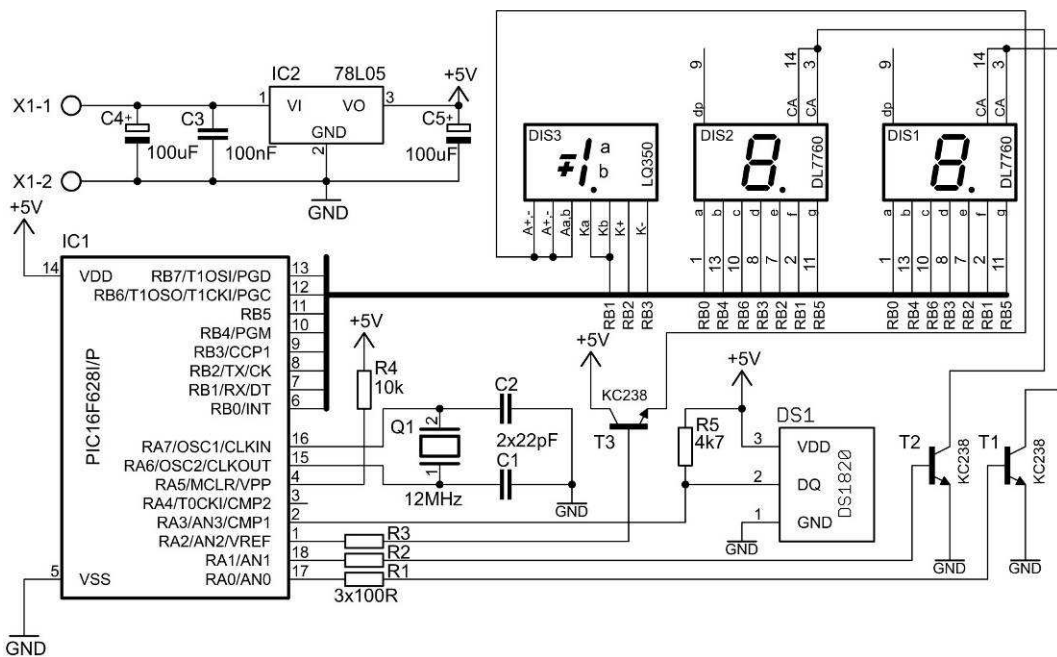 X1-1
X1-2
C4
+
100uF
C3
100nF
IC2
78L05
1
VI
VO
3
GND
2
GND
+5V
C5
+
100uF
DIS3
a
b
LQ350
A+,-
A+,-
Aa,b
Ka
Kb
K+
K-
RB1
RB2
RB3
9
dp
14
3
CA
CA
DIS2
DL7760
a
b
c
d
e
f
g
1
13
10
8
7
2
11
RB0
RB4
RB6
RB3
RB2
RB1
RB5
9
dp
14
3
CA
CA
DIS1
DL7760
a
b
c
d
e
f
g
1
13
10
8
7
2
11
RB0
RB4
RB6
RB3
RB2
RB1
RB5
+5V
IC1
PIC16F628I/P
14
VDD
5
VSS
GND
RB7/T1OSI/PGD
13
RB6/T1OSO/T1CKI/PGC
12
RB5
11
RB4/PGM
10
RB3/CCP1
9
RB2/TX/CK
8
RB1/RX/DT
7
RB0/INT
6
RA7/OSC1/CLKIN
16
RA6/OSC2/CLKOUT
15
RA5/MCLR/VPP
4
RA4/T0CKI/CMP2
3
RA3/AN3/CMP1
2
RA2/AN2/VREF
1
RA1/AN1
18
RA0/AN0
17
+5V
R4
10k
Q1
2
1
12MHz
C2
2x22pF
C1
GND
R3
R2
R1
3x100R
+5V
KC238
T3
+5V
R5
4k7
DS1
3
VDD
2
DQ
1
GND
DS1820
GND
T2
KC238
GND
T1
KC238
GND